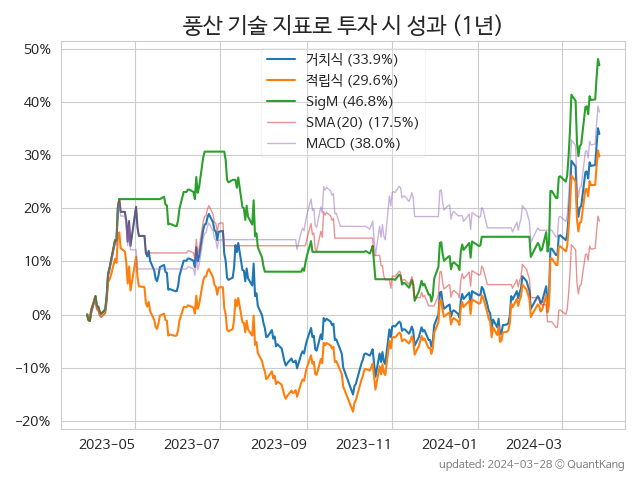 풍산 기술 지표로 투자 시 성과 (1년)
거치식 (33.9%)
적립식 (29.6%)
SigM (46.8%)
SMA(20) (17.5%)
MACD (38.0%)
50%
40%
30%
20%
10%
0%
−10%
−20%
2023-05 2023-07 2023-09 2023-11 2024-01 2024-03
updated: 2024-03-28 © QuantKang